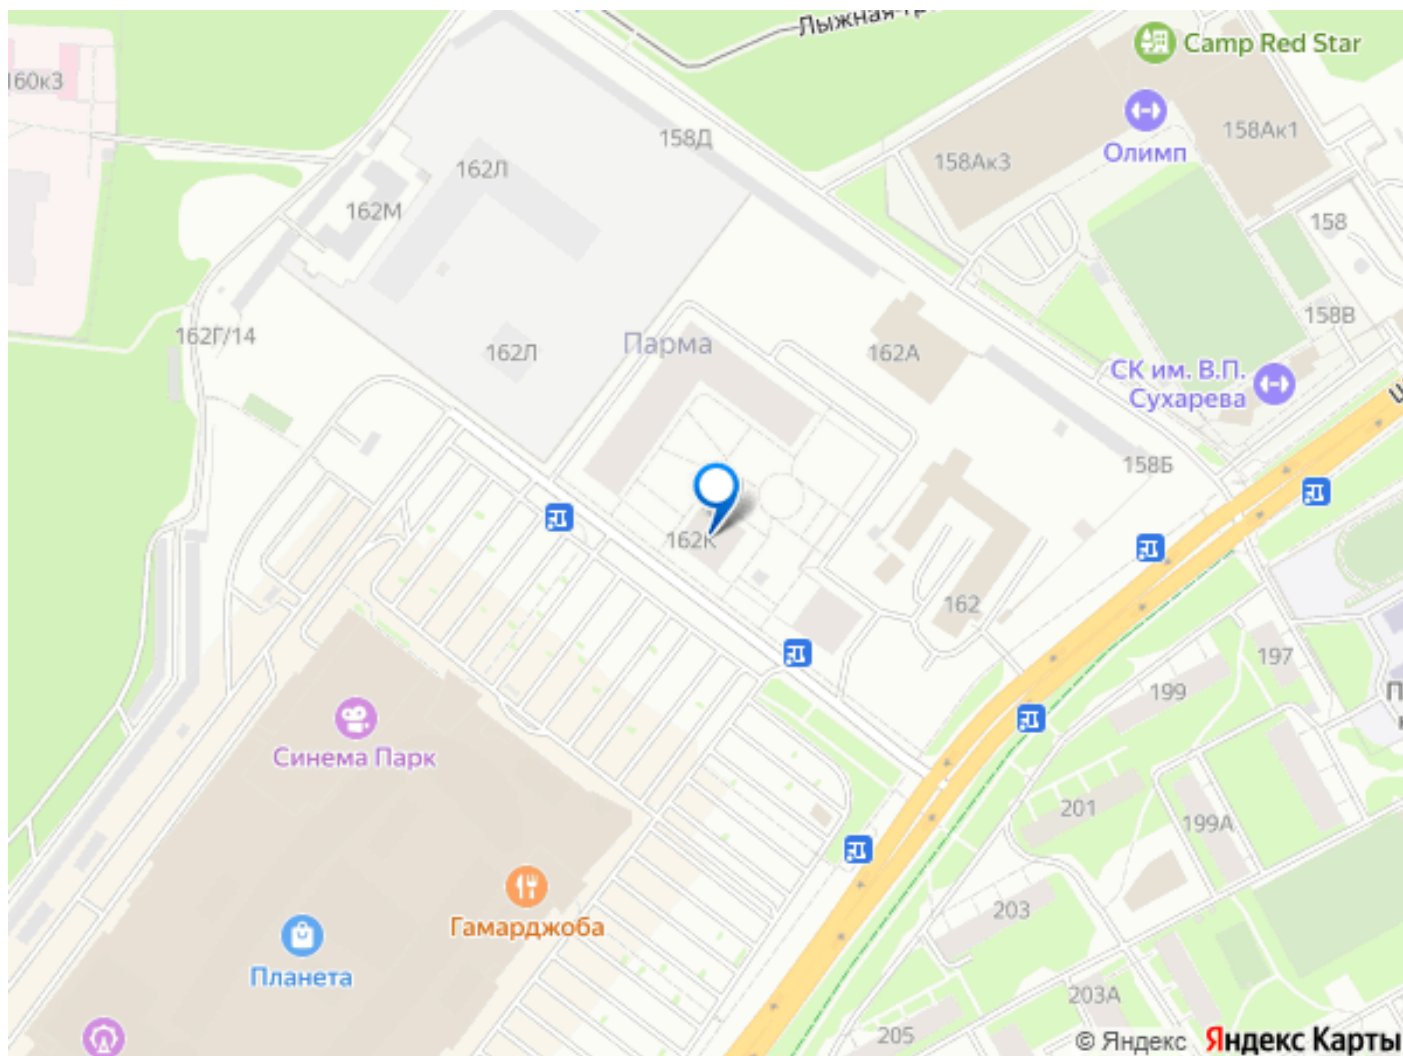 Лыжная
Camp Red Star
160к3
158Д
158Ак1
Олимп
158Ак3
162Л
162М
158
158В
162Г/14
Парма
162Л
162А
СК им. В.П.
Сухарева
158Б
162К
162
197
199
Синема Парк
201
199А
Гамарджоба
203
Планета
203А
205
© Яндекс
Яндекс Карты